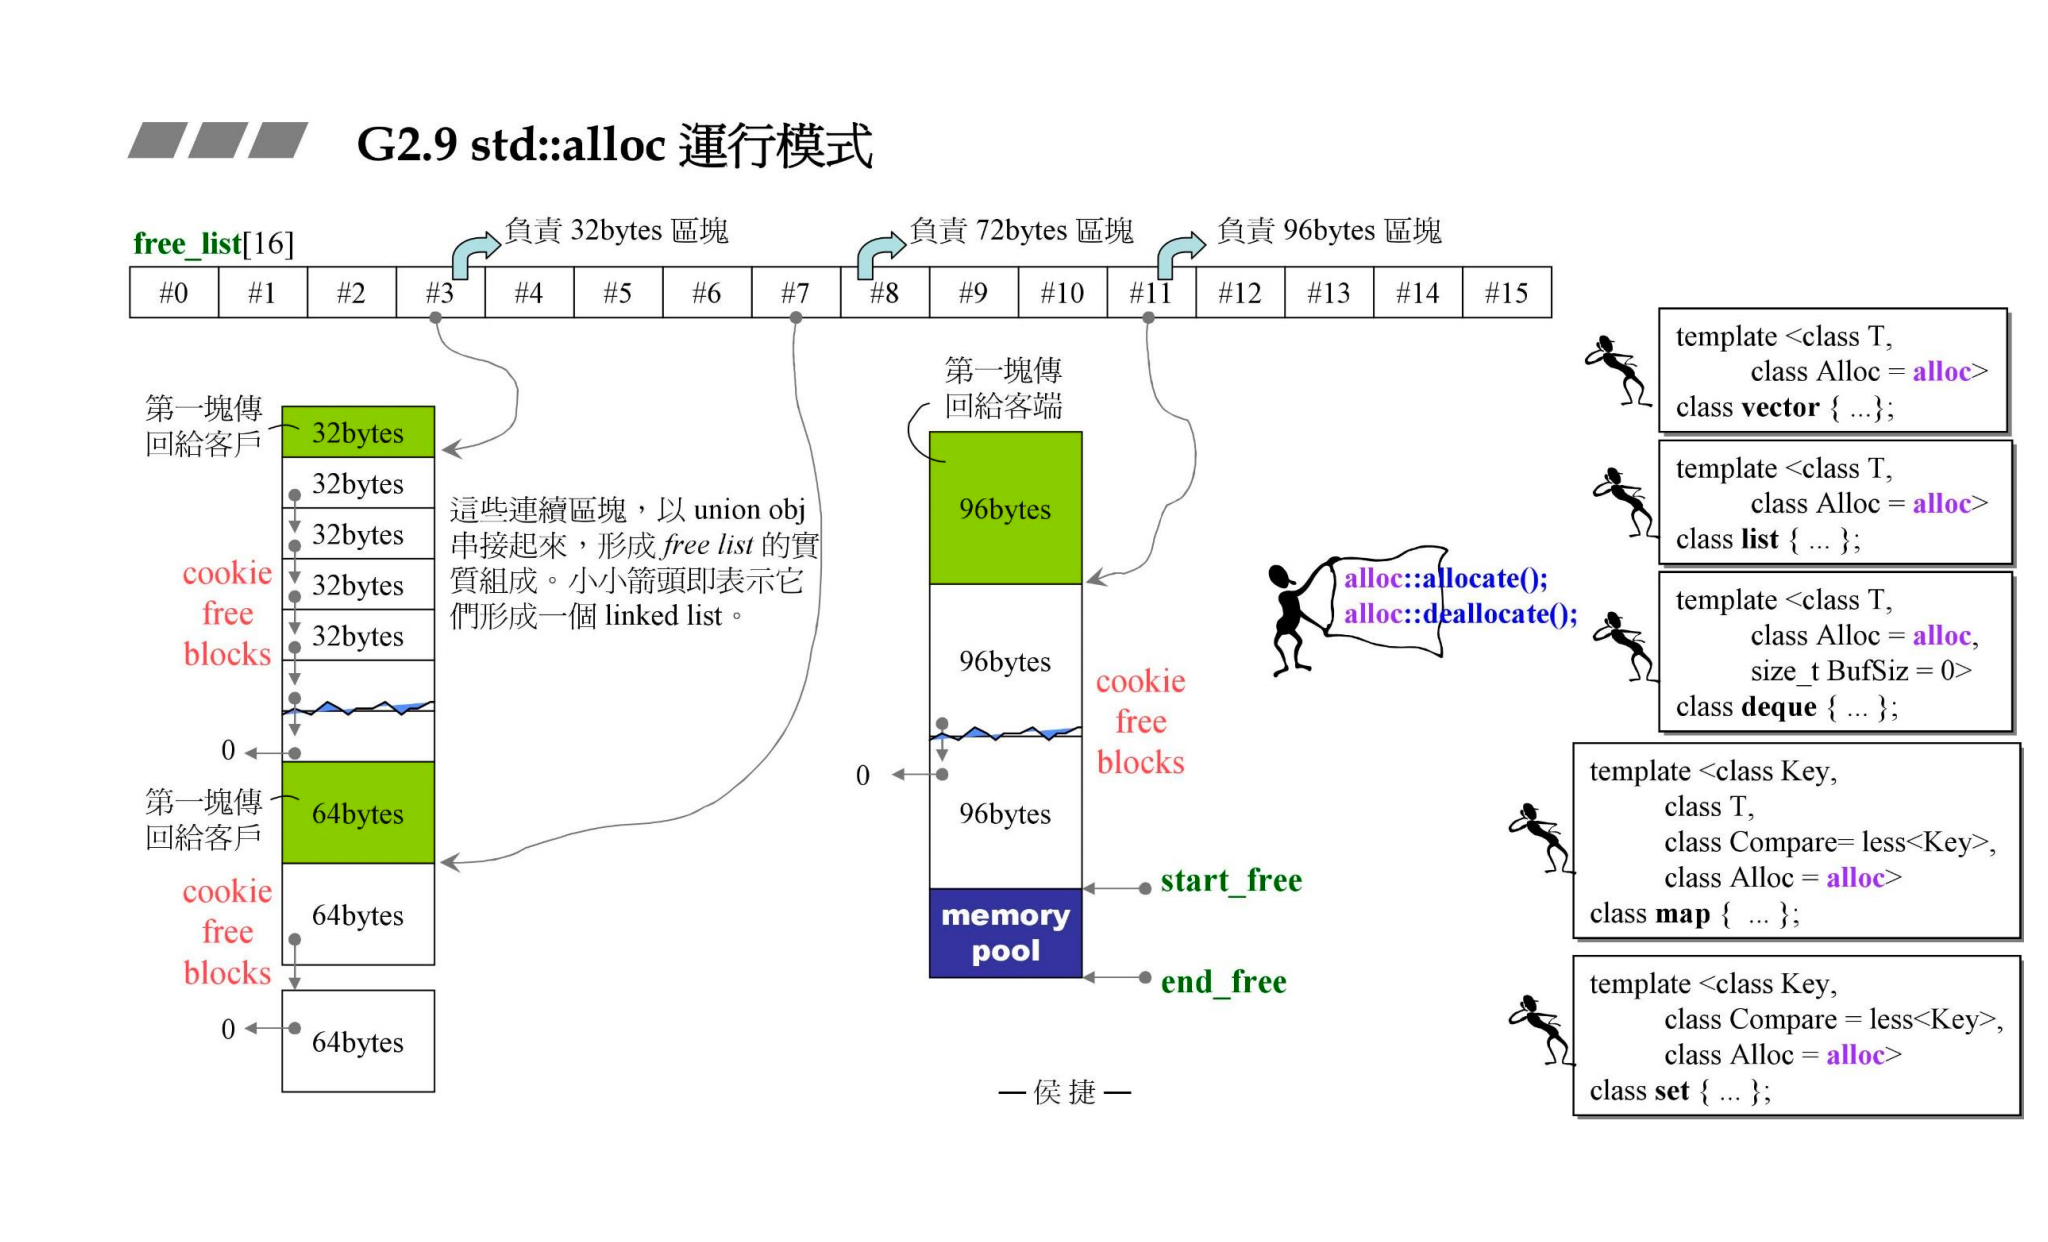 G2.9 std::alloc 運行模式
free_list[16]
負責 32bytes 區塊
負責 72bytes 區塊
負責 96bytes 區塊
#0 #1 #2 #3 #4 #5 #6 #7 #8 #9 #10 #11 #12 #13 #14 #15
第一塊傳
回給客戶
32bytes
32bytes
32bytes
32bytes
32bytes
cookie
free
blocks
0
這些連續區塊，以 union obj
串接起來，形成 free list 的實
質組成。小小箭頭即表示它
們形成一個 linked list。
第一塊傳
回給客戶
64bytes
64bytes
cookie
free
blocks
0
64bytes
第一塊傳
回給客端
96bytes
96bytes
cookie
free
blocks
0
96bytes
memory
pool
start_free
end_free
alloc::allocate();
alloc::deallocate();
template <class T,
class Alloc = alloc>
class vector { ...};
template <class T,
class Alloc = alloc>
class list { ... };
template <class T,
class Alloc = alloc,
size_t BufSiz = 0>
class deque { ... };
template <class Key,
class T,
class Compare= less<Key>,
class Alloc = alloc>
class map { ... };
template <class Key,
class Compare = less<Key>,
class Alloc = alloc>
class set { ... };
— 侯 捷 —